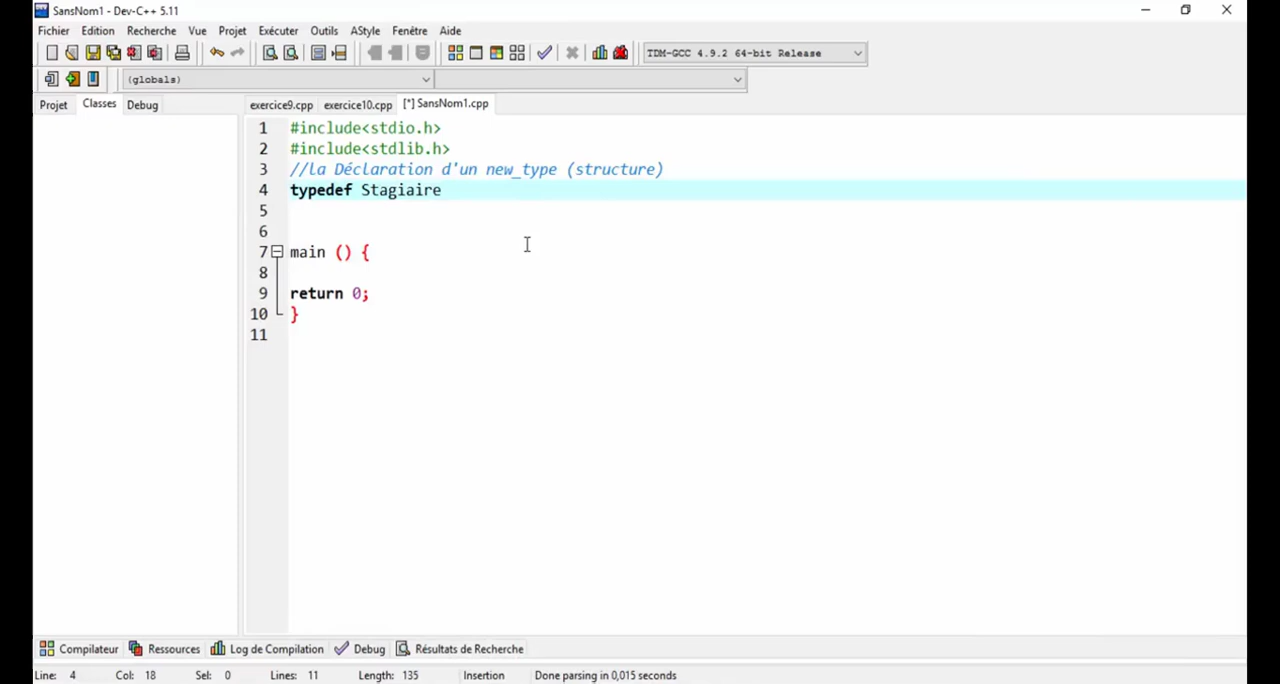 SansNom1 - Dev-C++ 5.11
Fichier Edition Recherche Vue Projet Exécuter Outils AStyle Fenêtre Aide
TDM-GCC 4.9.2 64-bit Release
(globals)
Projet Classes Debug exercice9.cpp exercice10.cpp [*] SansNom1.cpp
1 #include<stdio.h>
2 #include<stdlib.h>
3 //la Déclaration d'un new_type (structure)
4 typedef Stagiaire
5
6
7 main () {
8
9 return 0;
10 }
11
Compilateur Ressources Log de Compilation Debug Résultats de Recherche
Line: 4 Col: 18 Sel: 0 Lines: 11 Length: 135 Insertion Done parsing in 0,015 seconds